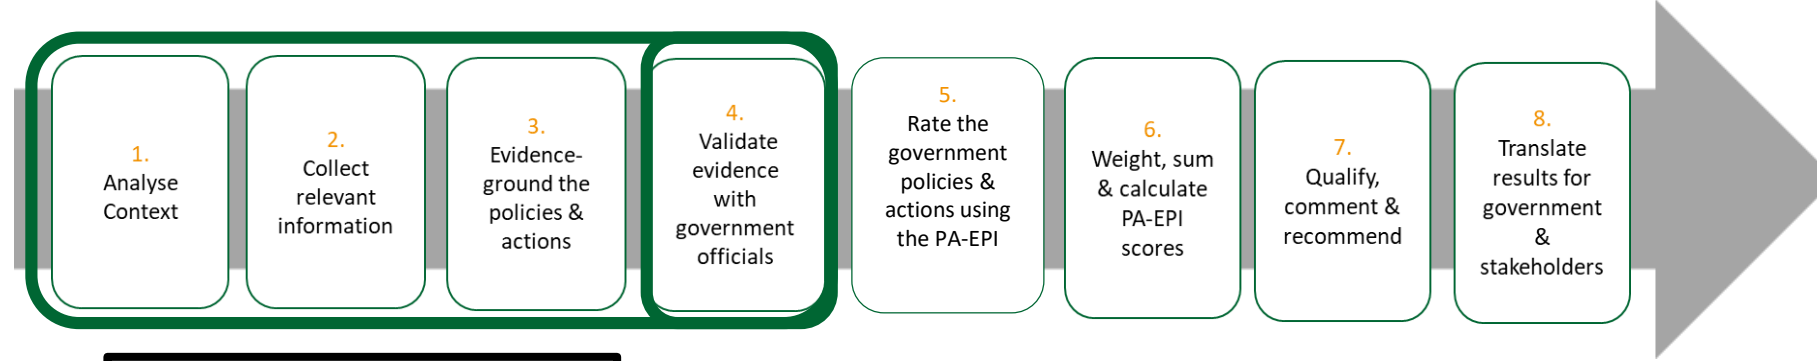 1.
Analyse
Context
2.
Collect
relevant
information
3.
Evidence-
ground the
policies &
actions
4.
Validate
evidence
with
government
officials
5.
Rate the
government
policies &
actions using
the PA-EPI
6.
Weight, sum
& calculate
PA-EPI
scores
7.
Qualify,
comment &
recommend
8.
Translate
results for
government
&
stakeholders